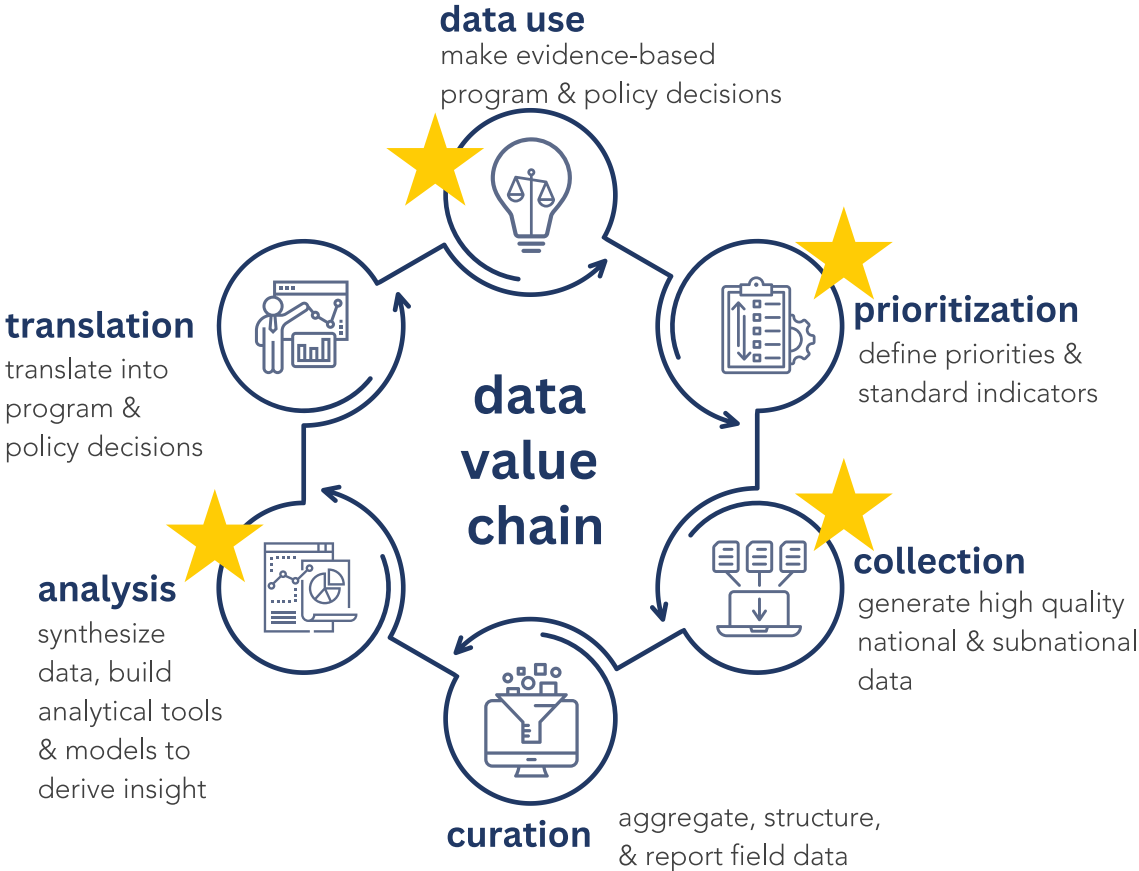 data use
make evidence-based
program & policy decisions
prioritization
define priorities &
standard indicators
collection
generate high quality
national & subnational
data
curation
aggregate, structure,
& report field data
analysis
synthesize
data, build
analytical tools
& models to
derive insight
translation
translate into
program &
policy decisions
data
value
chain